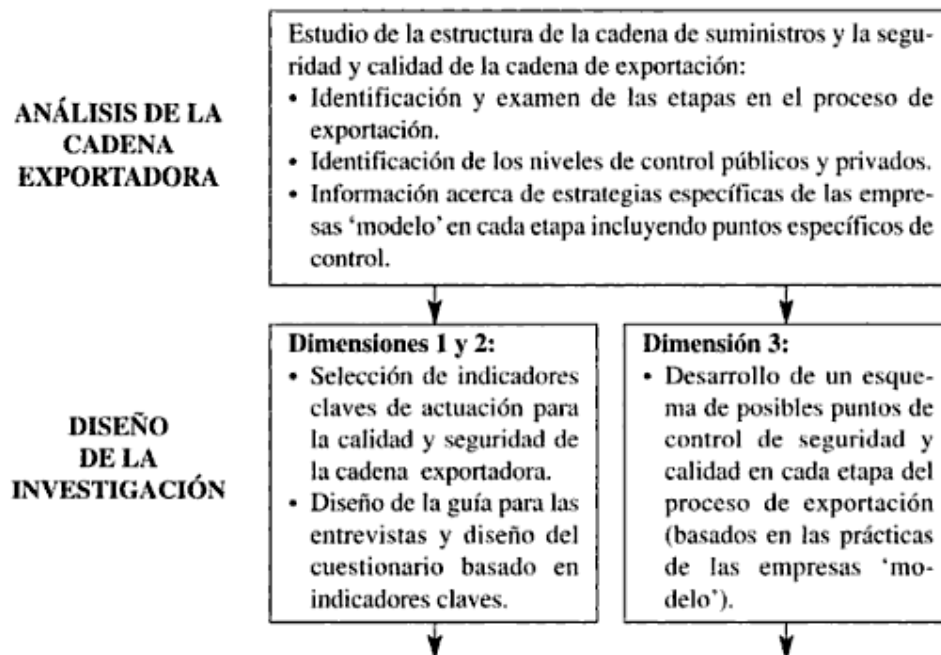 Estudio de la estructura de la cadena de suministros y la segu-
ridad y calidad de la cadena de exportación:
• Identificación y examen de las etapas en el proceso de
exportación.
• Identificación de los niveles de control públicos y privados.
• Información acerca de estrategias específicas de las empre-
sas ‘modelo’ en cada etapa incluyendo puntos específicos de
control.
ANÁLISIS DE LA
CADENA
EXPORTADORA
DISEÑO
DE LA
INVESTIGACIÓN
Dimensiones 1 y 2:
• Selección de indicadores
claves de actuación para
la calidad y seguridad de
la cadena exportadora.
• Diseño de la guía para las
entrevistas y diseño del
cuestionario basado en
indicadores claves.
Dimensión 3:
• Desarrollo de un esque-
ma de posibles puntos de
control de seguridad y
calidad en cada etapa del
proceso de exportación
(basados en las prácticas
de las empresas ‘mo-
delo’).